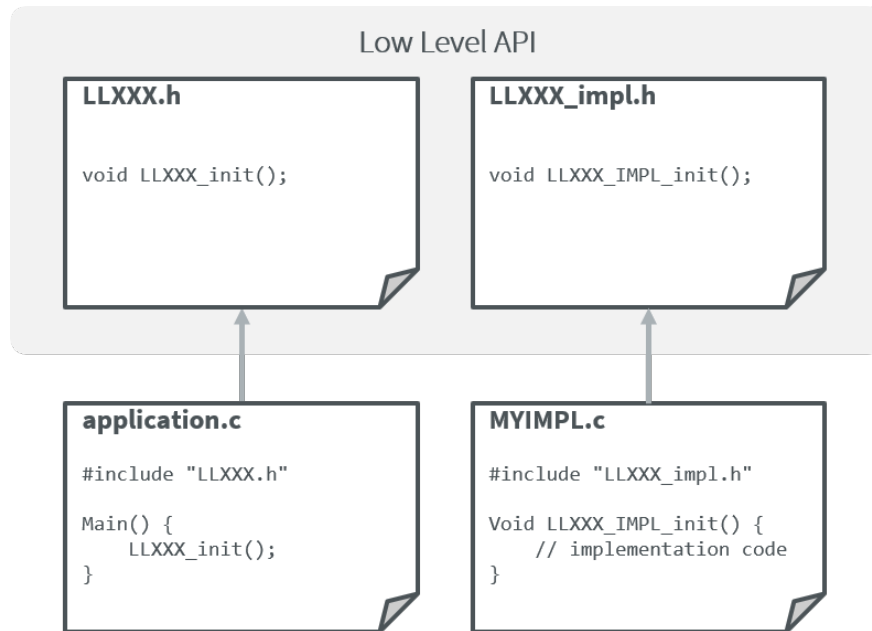 Low Level API
LLXXX.h
void LLXXX_init();
LLXXX_impl.h
void LLXXX_IMPL_init();
application.c
#include "LLXXX.h"
Main() {
    LLXXX_init();
}
MYIMPL.c
#include "LLXXX_impl.h"
Void LLXXX_IMPL_init() {
    // implementation code
}